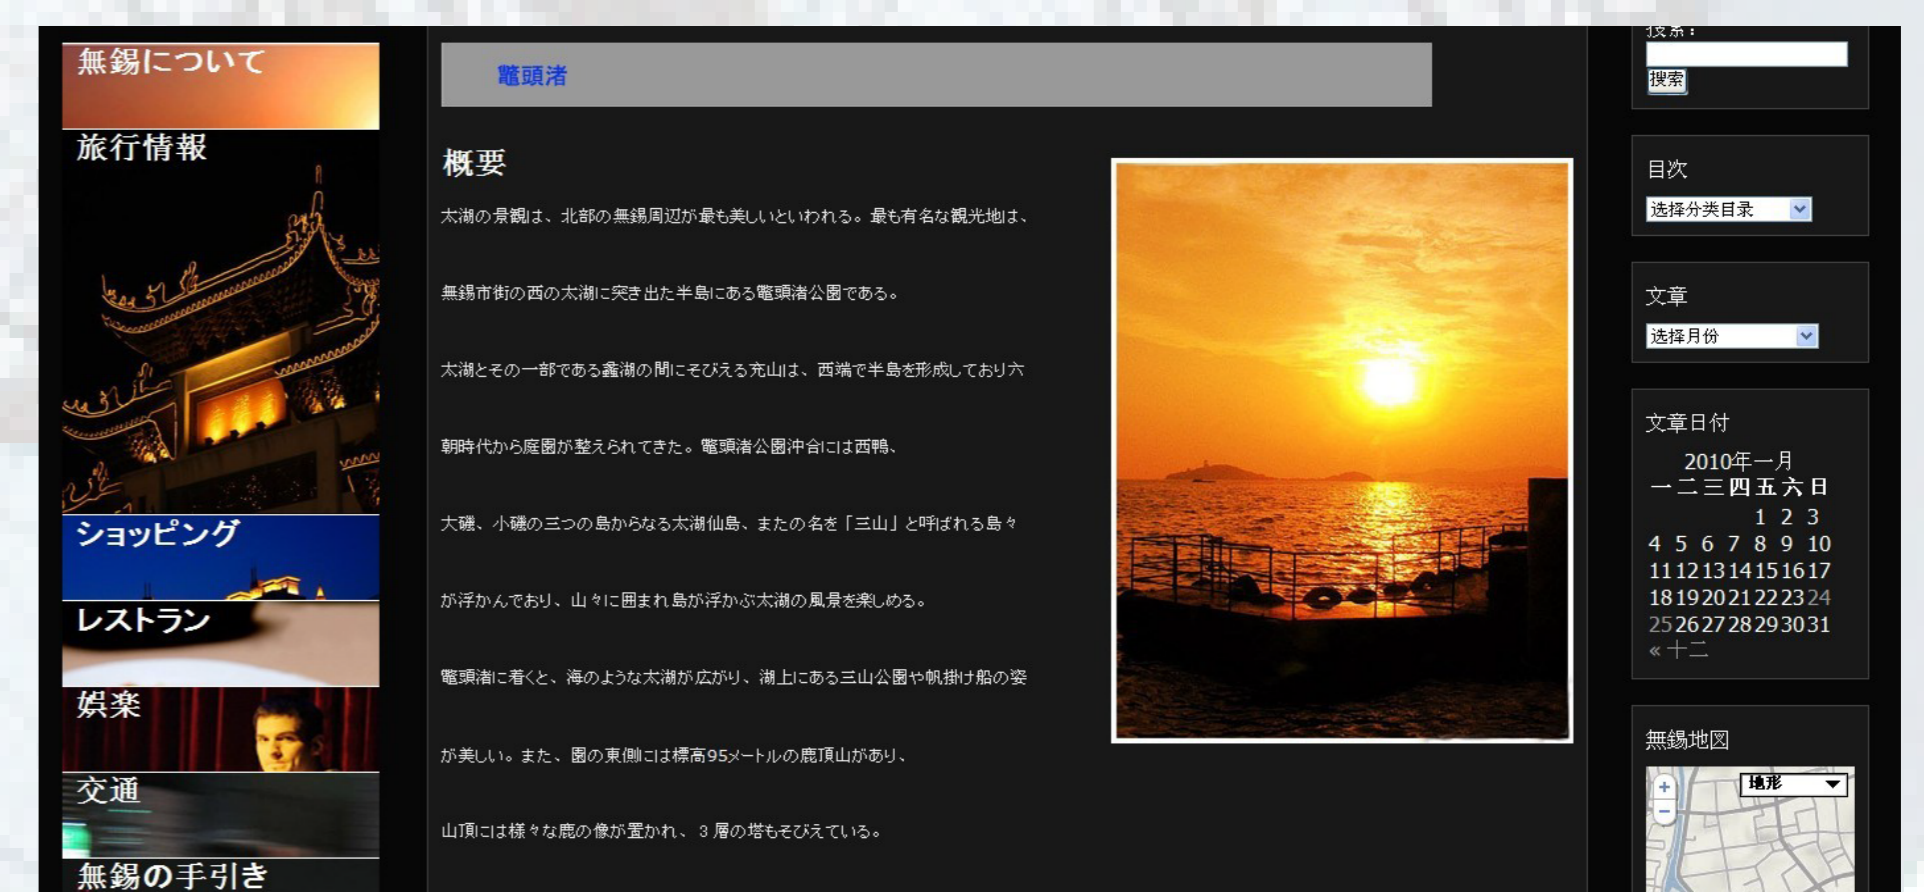 無錫について
旅行情報
ショッピング
レストラン
娯楽
交通
無錫の手引き
鼋頭渚
概要
太湖の景観は、北部の無錫周辺が最も美しいといわれる。最も有名な観光地は、
無錫市街の西の太湖に突き出た半島にある鼋頭渚公園である。
太湖とその一部である蠡湖の間にそびえる充山は、西端で半島を形成しており六
朝時代から庭園が整えられてきた。鼋頭渚公園沖合には西鴨、
大磯、小磯の三つの島からなる太湖仙島、またの名を「三山」と呼ばれる島々
が浮かんでおり、山々に囲まれ島が浮かぶ太湖の風景を楽しめる。
鼋頭渚に着くと、海のような太湖が広がり、湖上にある三山公園や帆掛け船の姿
が美しい。また、園の東側には標高95メートルの鹿頂山があり、
山頂には様々な鹿の像が置かれ、３層の塔もそびえている。
搜索
目次
选择分类目录
文章
选择月份
文章日付
2010年一月
一 二 三 四 五 六 日
1 2 3
4 5 6 7 8 9 10
11 12 13 14 15 16 17
18 19 20 21 22 23 24
25 26 27 28 29 30 31
« 十二
無錫地図
+
地形
−